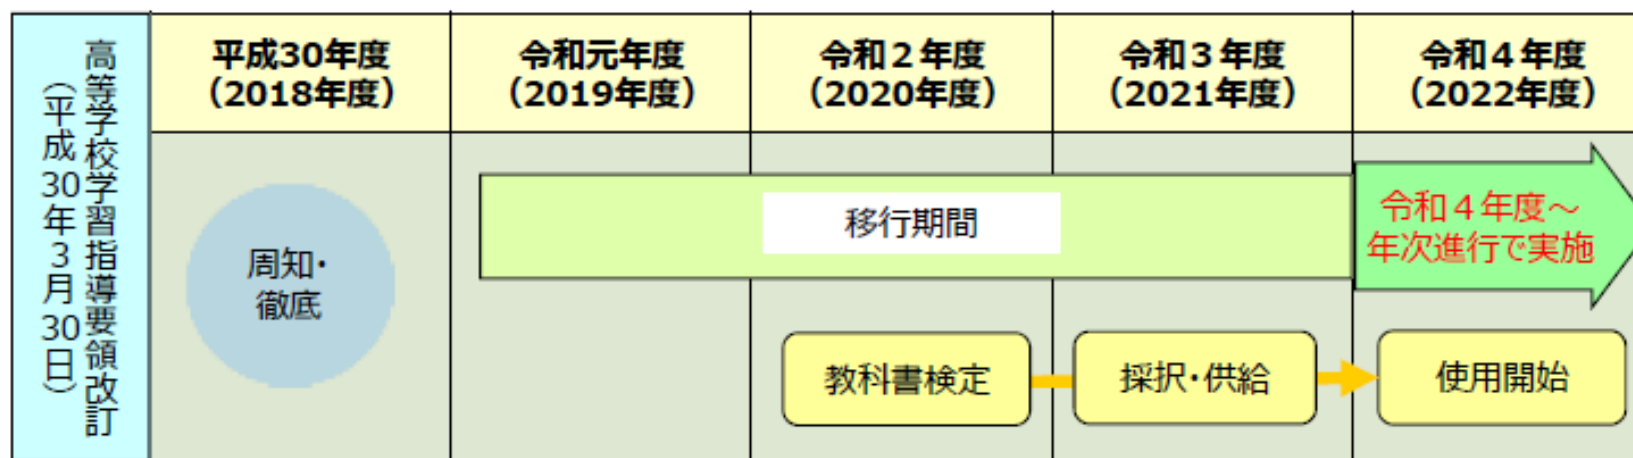 高等学校学習指導要領改訂
（平成30年３月30日）
平成30年度
（2018年度）
令和元年度
（2019年度）
令和２年度
（2020年度）
令和３年度
（2021年度）
令和４年度
（2022年度）
周知・
徹底
移行期間
令和４年度～
年次進行で実施
教科書検定
採択・供給
使用開始